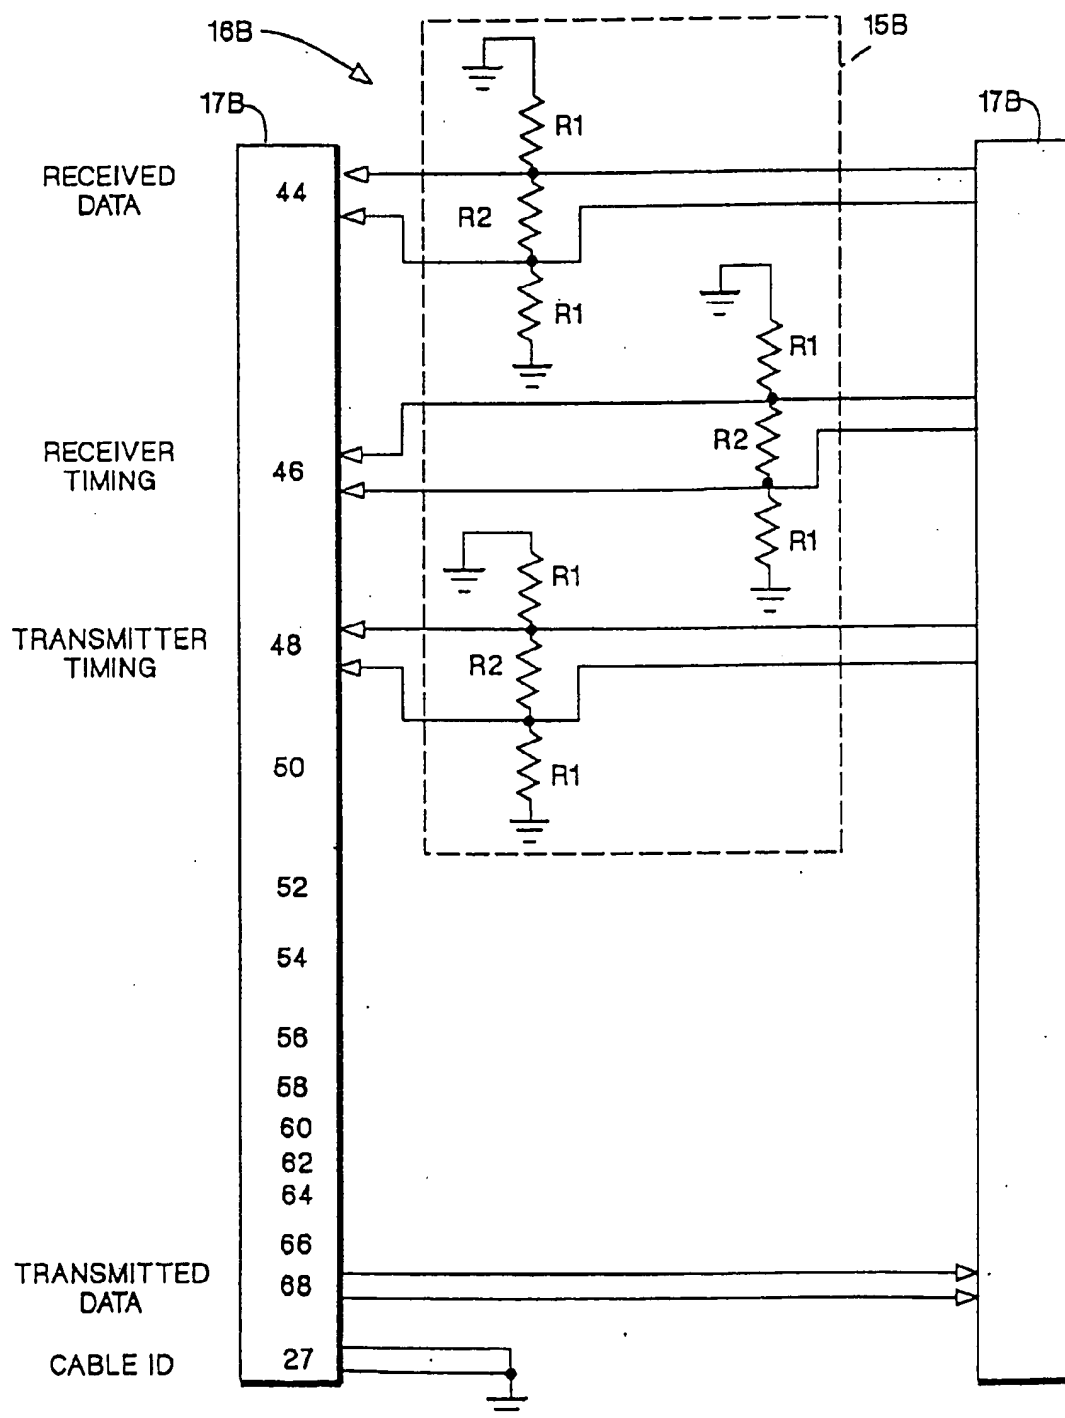 16B
15B
17B
17B
R1
RECEIVED
DATA
44
R2
R1
R1
RECEIVER
TIMING
46
R2
R1
R1
TRANSMITTER
TIMING
48
R2
50
R1
52
54
56
58
60
62
64
66
TRANSMITTED
DATA
68
CABLE ID
27